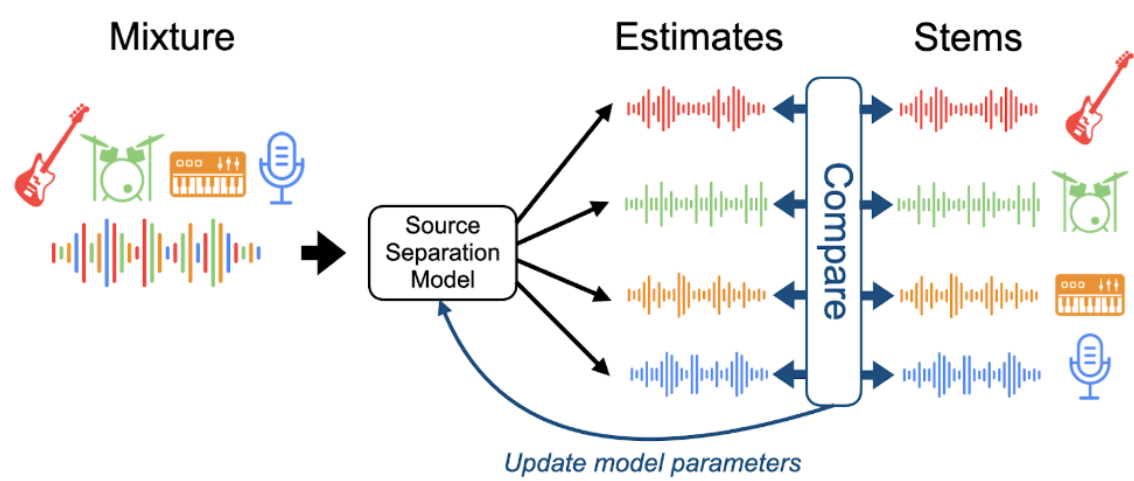 Mixture
Estimates
Stems
Source
Separation
Model
Compare
Update model parameters